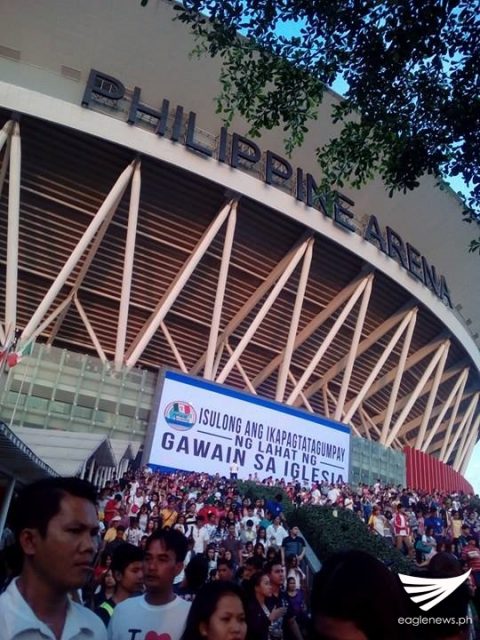 PHILIPPINE ARENA
ISULONG ANG IKAPAGTATAGUMPAY
NG LAHAT NG
GAWAIN SA IGLESIA
I
eaglenews.ph